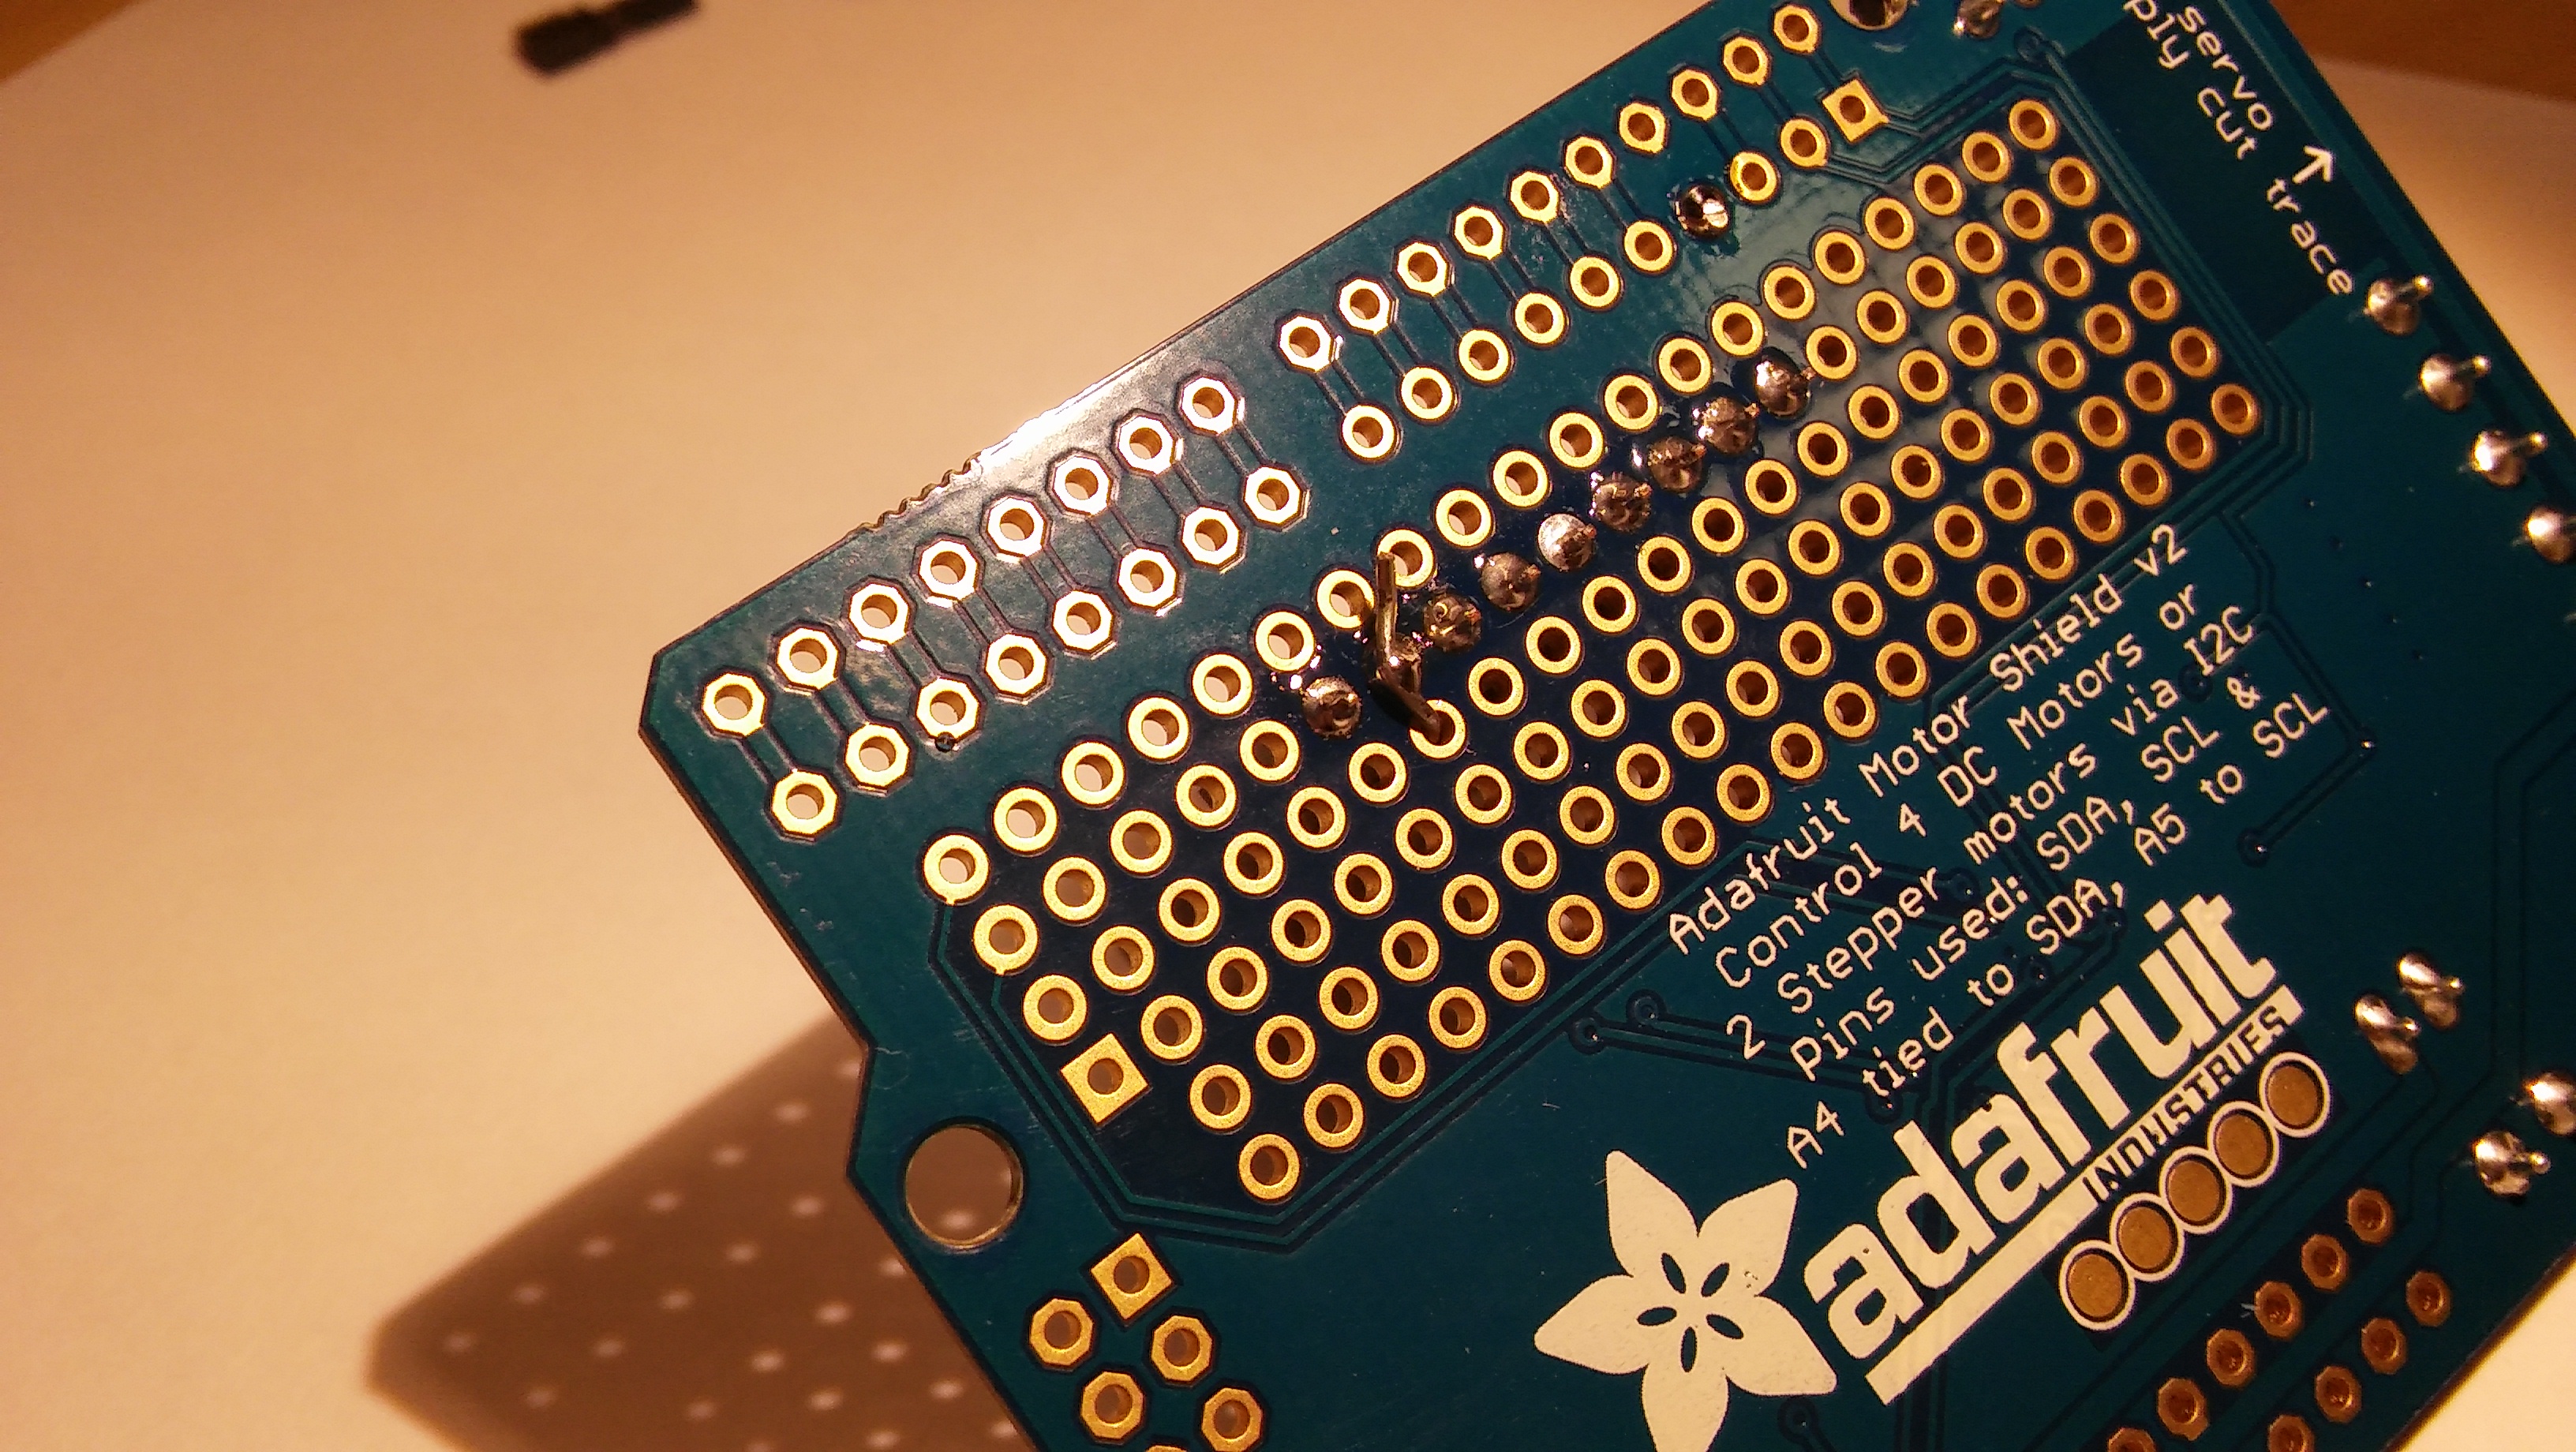 servo
ply cut trace
Adafruit Motor Shield v2
Control 4 DC Motors or
2 Stepper motors via I2C
Pins used: SDA, SCL &
A4 tied to SDA, A5 to SCL
adafruit
INDUSTRIES